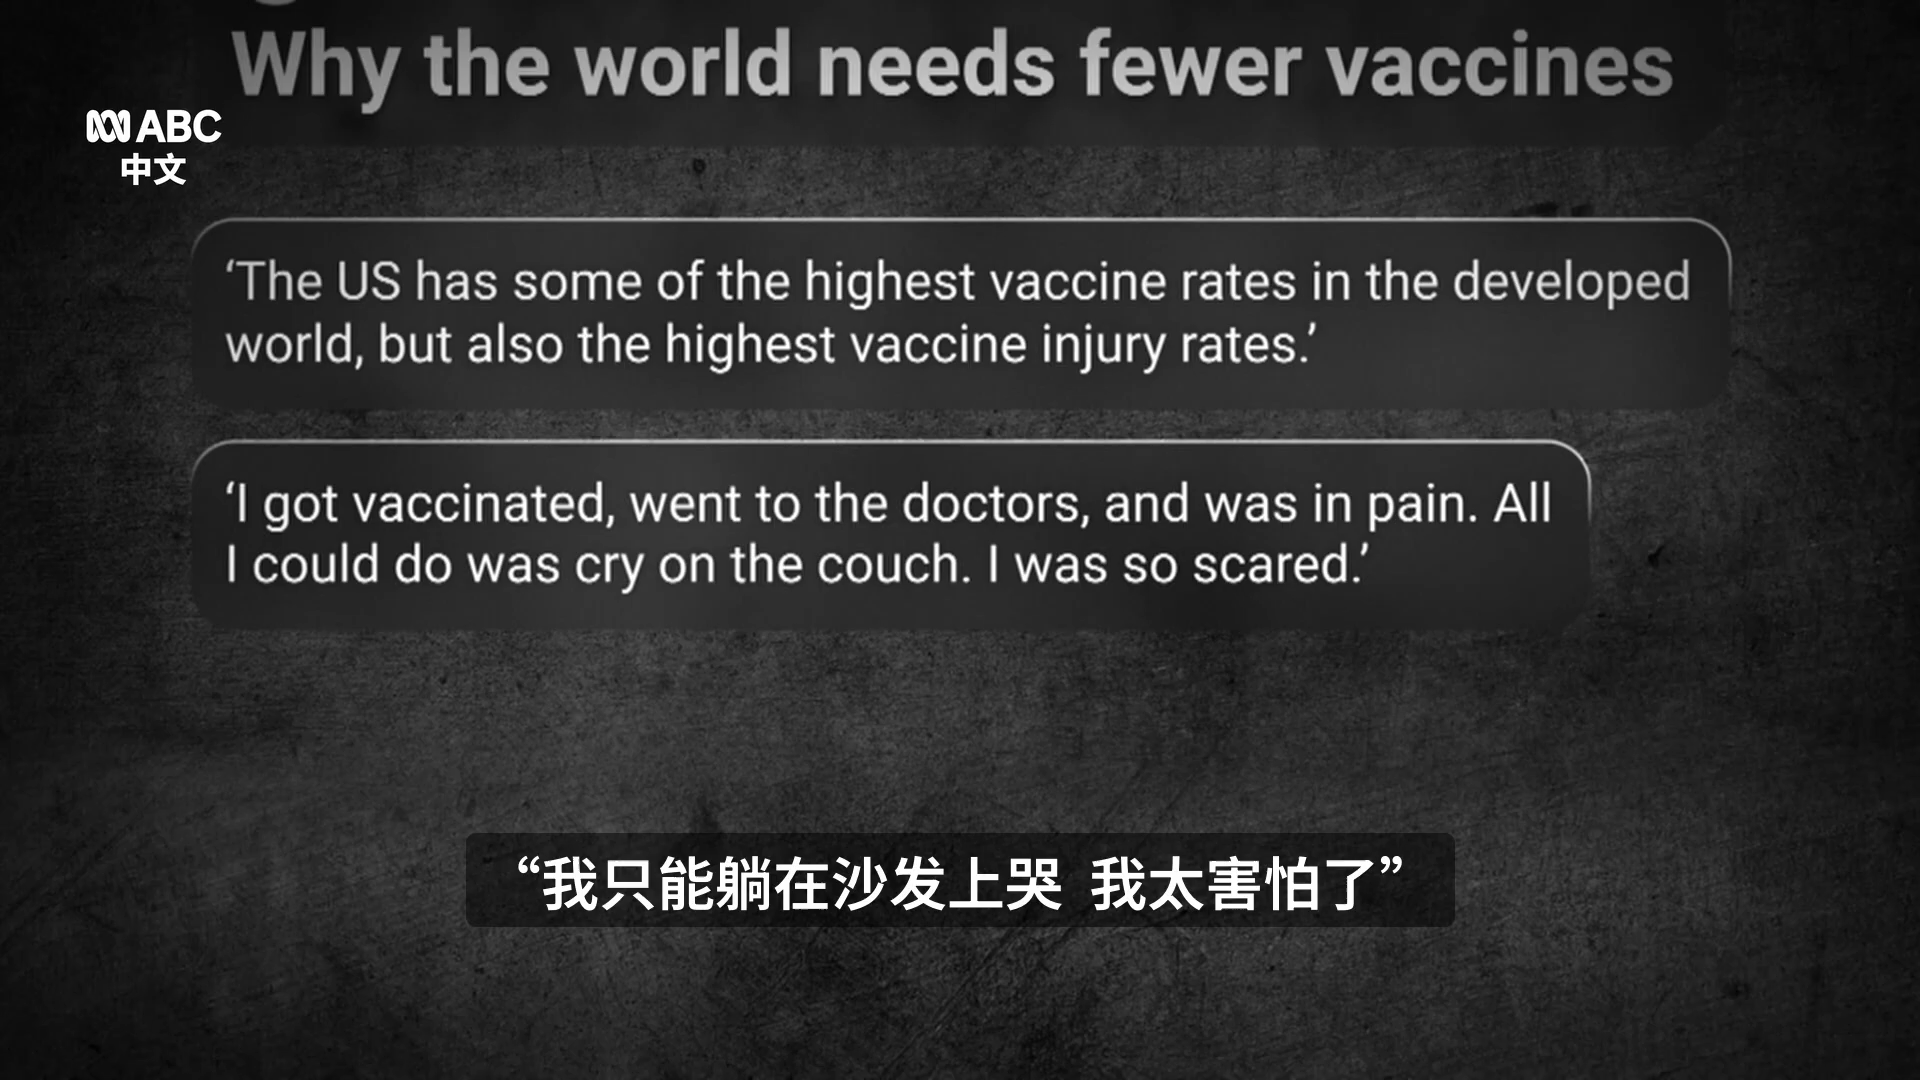 Why the world needs fewer vaccines
ABC
中文
‘The US has some of the highest vaccine rates in the developed
world, but also the highest vaccine injury rates.’
‘I got vaccinated, went to the doctors, and was in pain. All
I could do was cry on the couch. I was so scared.’
“我只能躺在沙发上哭 我太害怕了”